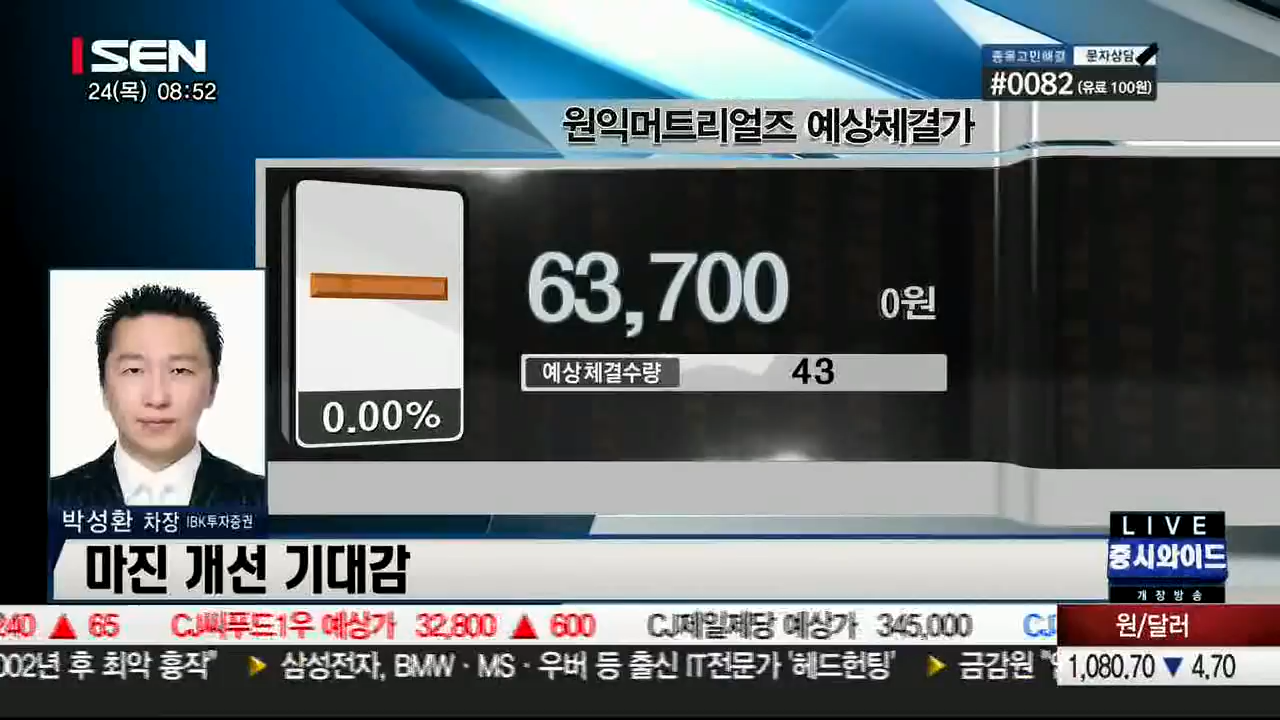 SEN
24(목) 08:52
종목고민해결 문자상담
#0082 (유료 100원)
원익머트리얼즈 예상체결가
63,700 0원
예상체결수량 43
0.00%
박성환 차장 IBK투자증권
마진 개선 기대감
LIVE
증시와이드
개장방송
240 ▲ 65 CJ씨푸드1우 예상가 32,800 ▲ 600 CJ제일제당 예상가 345,000 CJ
원/달러
002년 후 최악 흉작" ▶ 삼성전자, BMW·MS·우버 등 출신 IT전문가 '헤드헌팅' ▶ 금감원
1,080.70 ▼ 4.70